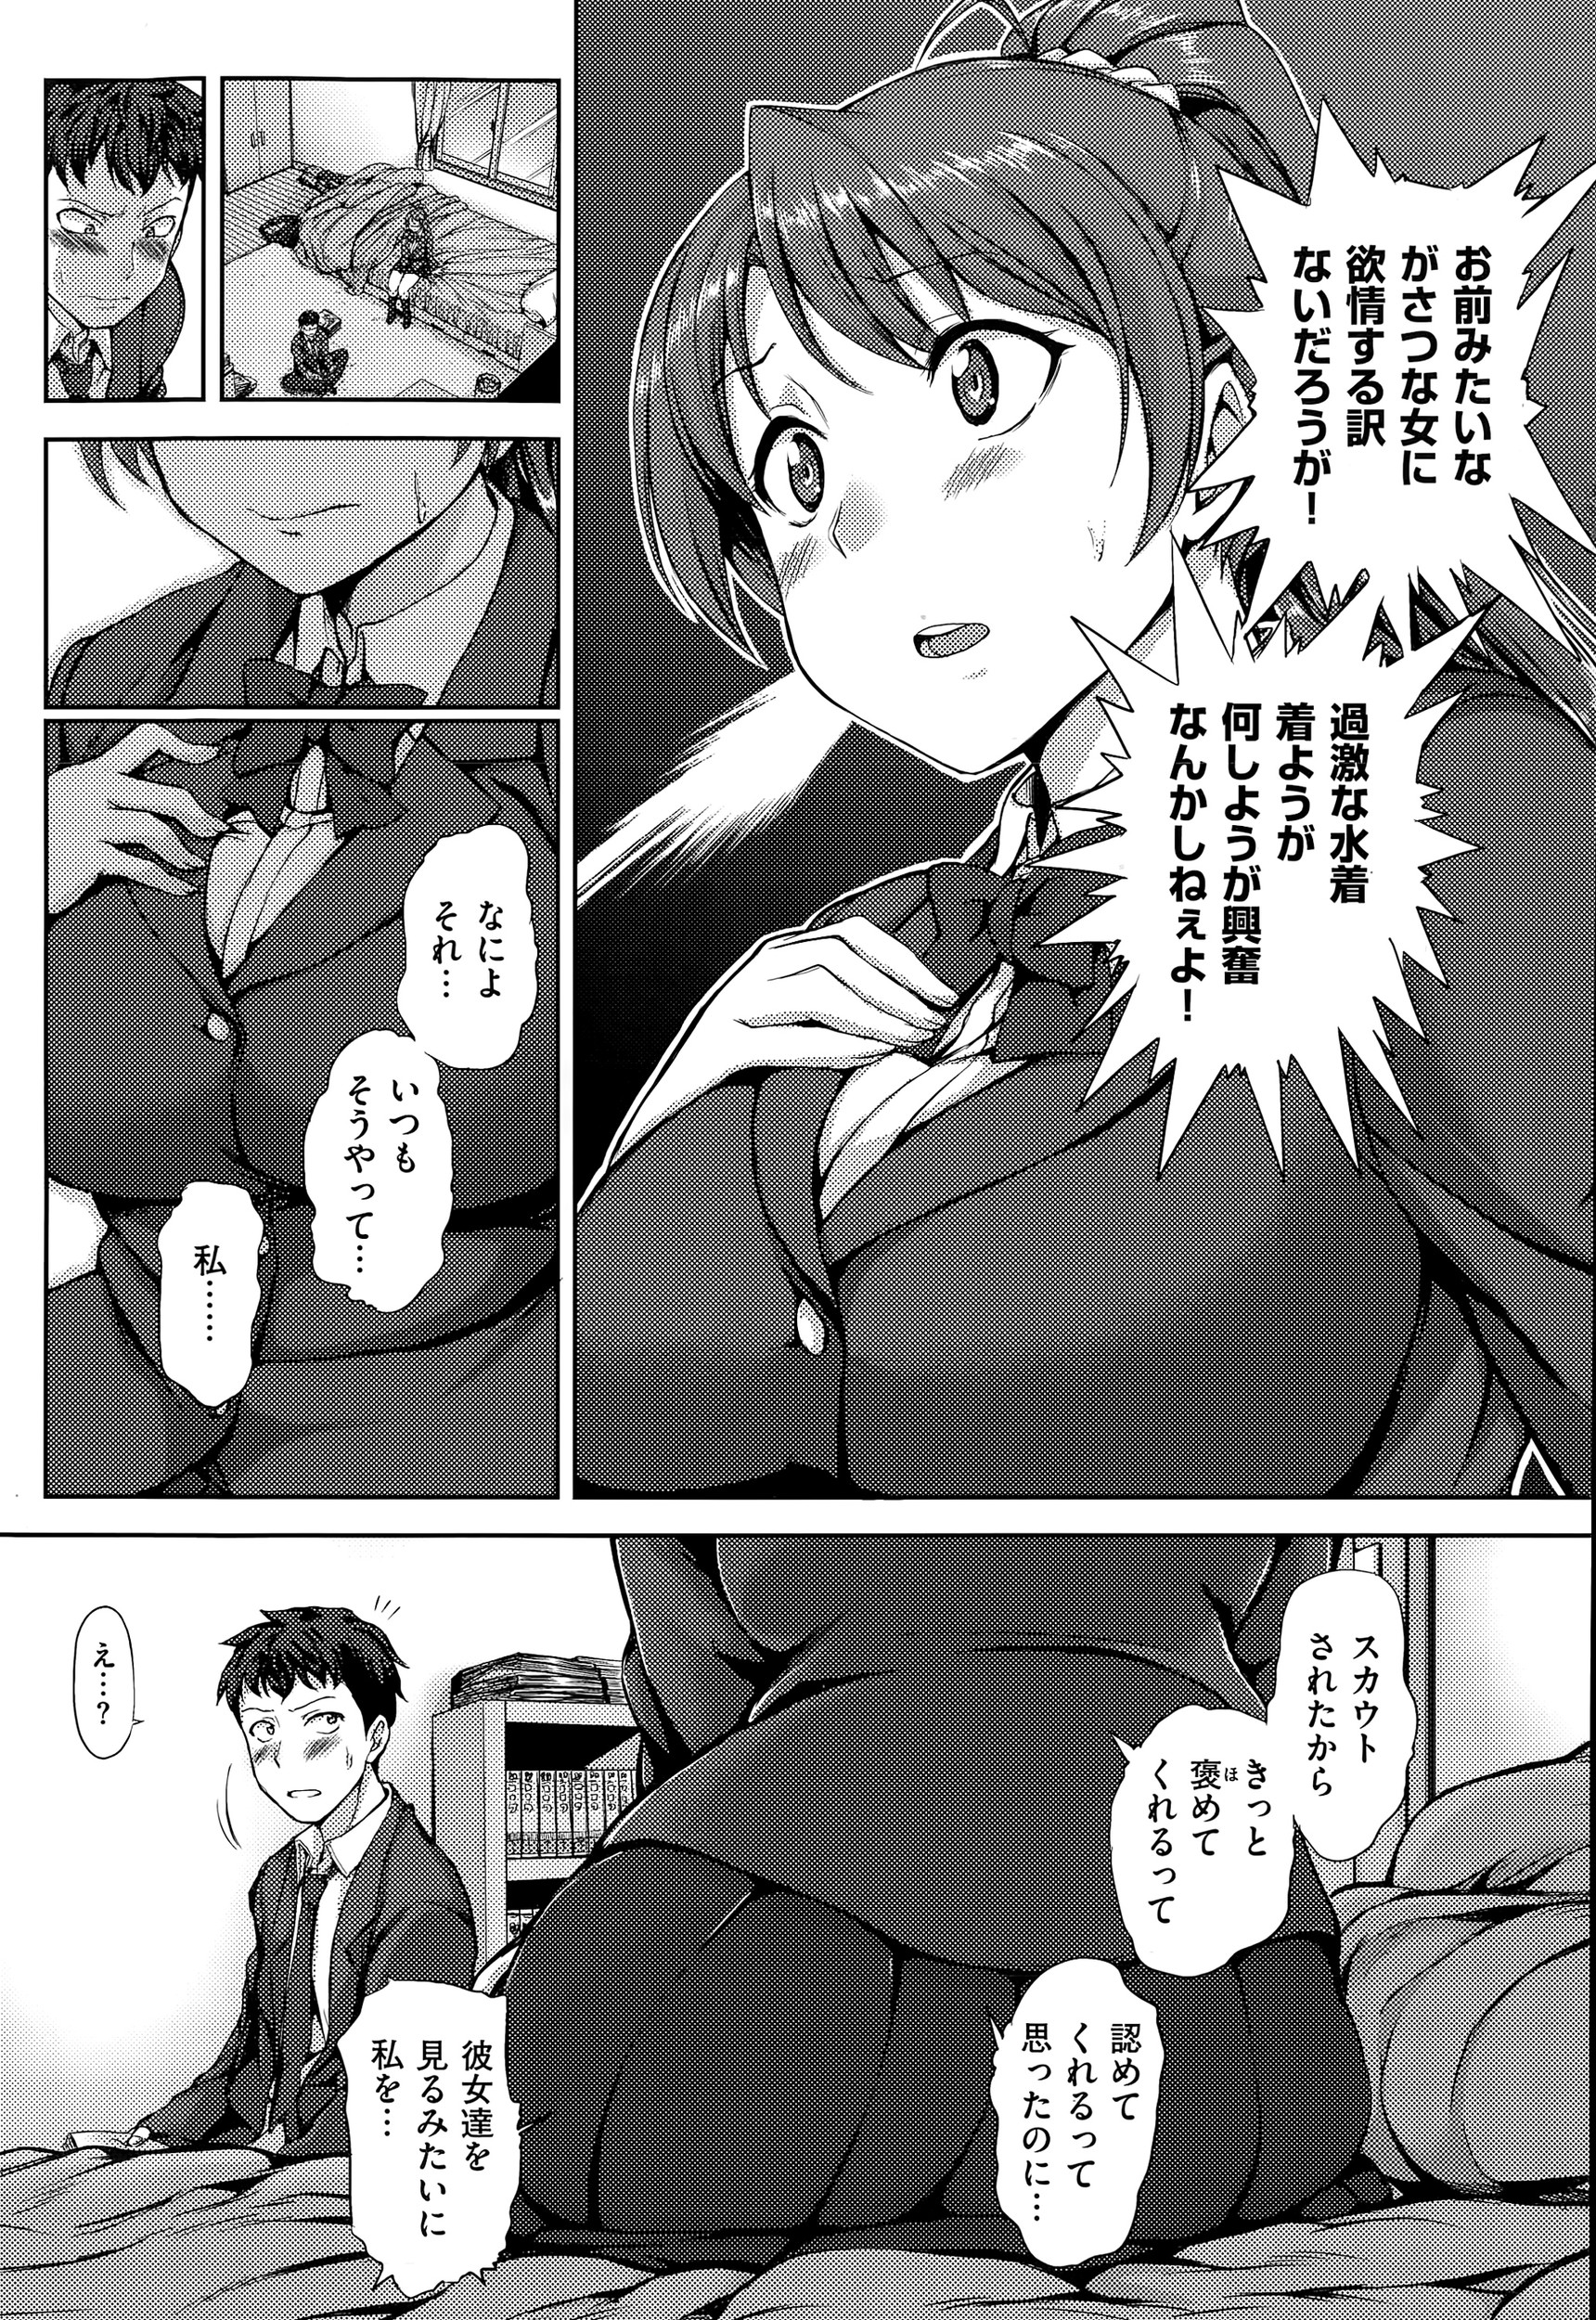 お前みたいな
がさつな女に
欲情する訳
ないだろうが！
過激な水着
着ようが
何しようが興奮
なんかしねぇよ！
なによ
それ…
いつも
そうやって…
私……
スカウト
されたから
きっと
褒めて
ほ
くれるって
認めて
くれるって
思ったのに…
彼女達を
見るみたいに
私を…
え…？